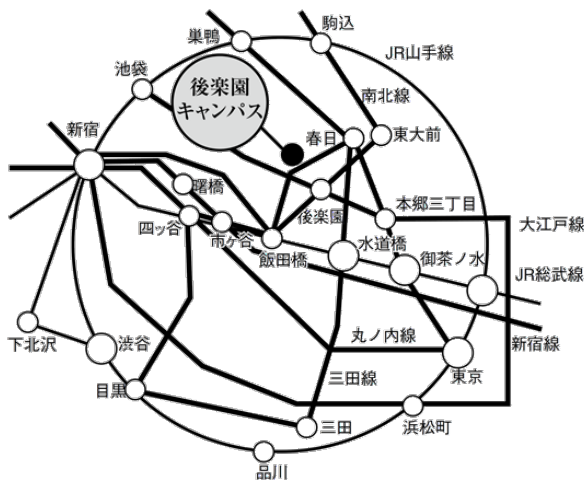 駒込
巣鴨
JR山手線
池袋
後楽園
キャンパス
南北線
新宿
春日
東大前
曙橋
後楽園
本郷三丁目
四ッ谷
市ヶ谷
飯田橋
水道橋
御茶ノ水
大江戸線
JR総武線
丸ノ内線
新宿線
下北沢
渋谷
三田線
東京
目黒
三田
浜松町
品川